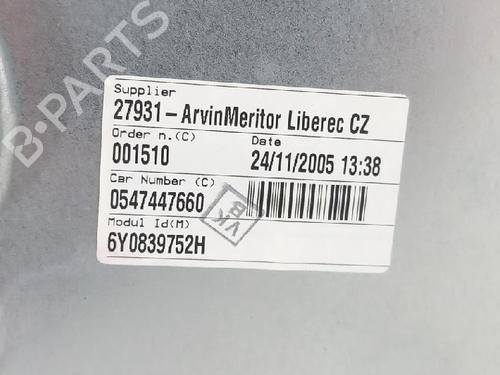 B-PARTS
Supplier
27931-ArvinMeritor Liberec CZ
Order n.(C) Date
001510 24/11/2005 13:38
Car Number (C)
0547447660
Modul Id(M)
6Y0839752H